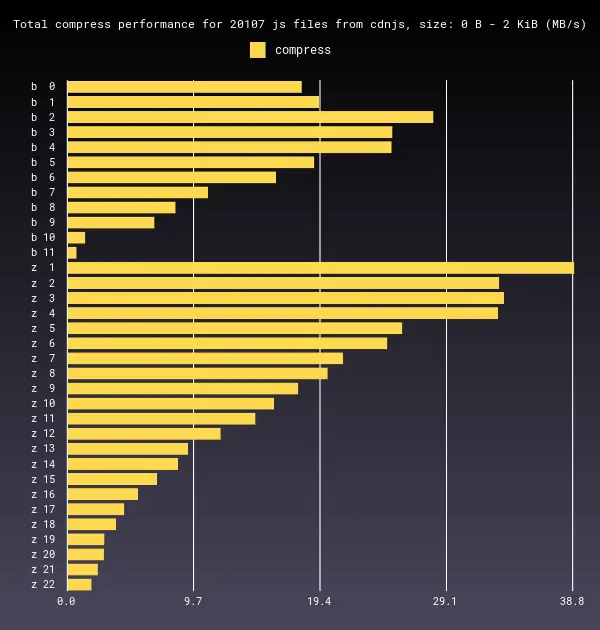 Total compress performance for 20107 js files from cdnjs, size: 0 B - 2 KiB (MB/s)
compress
b 0
b 1
b 2
b 3
b 4
b 5
b 6
b 7
b 8
b 9
b 10
b 11
z 1
z 2
z 3
z 4
z 5
z 6
z 7
z 8
z 9
z 10
z 11
z 12
z 13
z 14
z 15
z 16
z 17
z 18
z 19
z 20
z 21
z 22
0.0 9.7 19.4 29.1 38.8